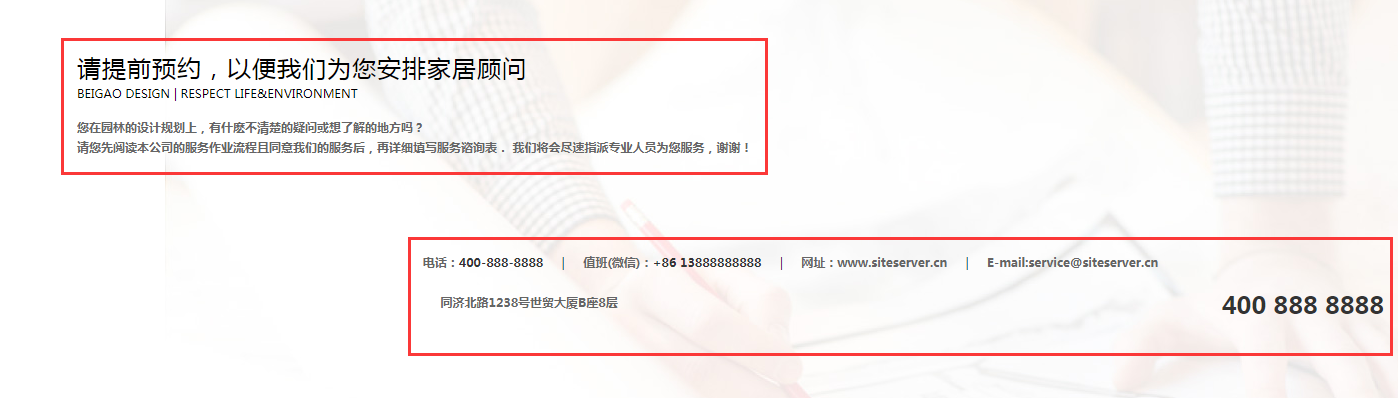 请提前预约，以便我们为您安排家居顾问
BEIGAO DESIGN | RESPECT LIFE&ENVIRONMENT
您在园林的设计规划上，有什麽不清楚的疑问或想了解的地方吗？
请您先阅读本公司的服务作业流程且同意我们的服务后，再详细填写服务谘询表． 我们将会尽速指派专业人员为您服务，谢谢！
电话：400-888-8888 | 值班(微信)：+86 13888888888 | 网址：www.siteserver.cn | E-mail:service@siteserver.cn
同济北路1238号世贸大厦B座8层
400 888 8888